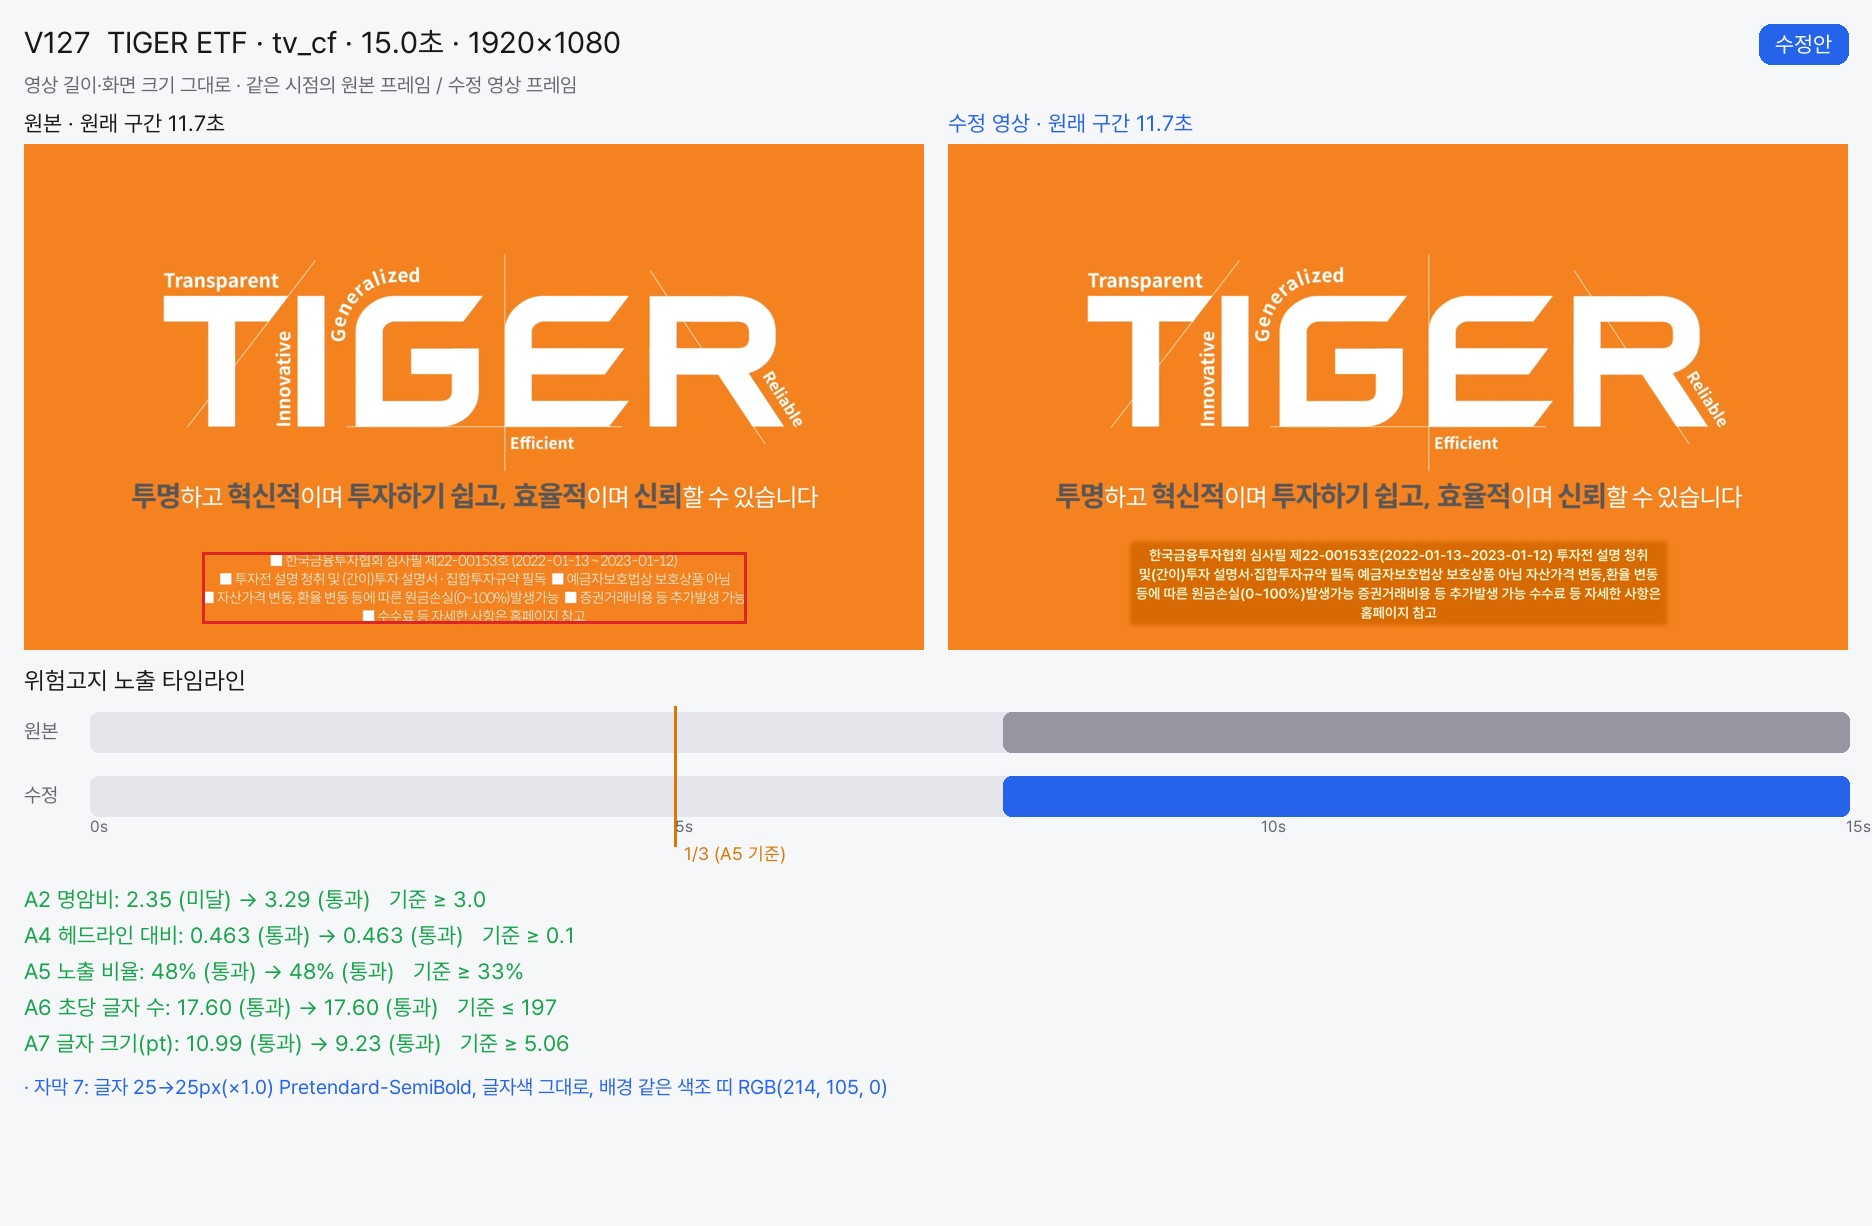 V127 TIGER ETF · tv_cf · 15.0초 · 1920×1080
수정안
영상 길이·화면 크기 그대로 · 같은 시점의 원본 프레임 / 수정 영상 프레임
원본 · 원래 구간 11.7초
Transparent
Generalized
TIGER
Innovative
Reliable
Efficient
투명하고 혁신적이며 투자하기 쉽고, 효율적이며 신뢰할 수 있습니다
■ 한국금융투자협회 심사필 제22-00153호 (2022-01-13 ~ 2023-01-12)
■ 투자전 설명 청취 및 (간이)투자 설명서 · 집합투자규약 필독 ■ 예금자보호법상 보호상품 아님
■ 자산가격 변동, 환율 변동 등에 따른 원금손실(0~100%)발생가능 ■ 증권거래비용 등 추가발생 가능
■ 수수료 등 자세한 사항은 홈페이지 참고
수정 영상 · 원래 구간 11.7초
Transparent
Generalized
TIGER
Innovative
Reliable
Efficient
투명하고 혁신적이며 투자하기 쉽고, 효율적이며 신뢰할 수 있습니다
한국금융투자협회 심사필 제22-00153호(2022-01-13~2023-01-12) 투자전 설명 청취
및(간이)투자 설명서·집합투자규약 필독 예금자보호법상 보호상품 아님 자산가격 변동,환율 변동
등에 따른 원금손실(0~100%)발생가능 증권거래비용 등 추가발생 가능 수수료 등 자세한 사항은
홈페이지 참고
위험고지 노출 타임라인
원본
수정
0s 5s 10s 15s
1/3 (A5 기준)
A2 명암비: 2.35 (미달) → 3.29 (통과) 기준 ≥ 3.0
A4 헤드라인 대비: 0.463 (통과) → 0.463 (통과) 기준 ≥ 0.1
A5 노출 비율: 48% (통과) → 48% (통과) 기준 ≥ 33%
A6 초당 글자 수: 17.60 (통과) → 17.60 (통과) 기준 ≤ 197
A7 글자 크기(pt): 10.99 (통과) → 9.23 (통과) 기준 ≥ 5.06
· 자막 7: 글자 25→25px(×1.0) Pretendard-SemiBold, 글자색 그대로, 배경 같은 색조 띠 RGB(214, 105, 0)